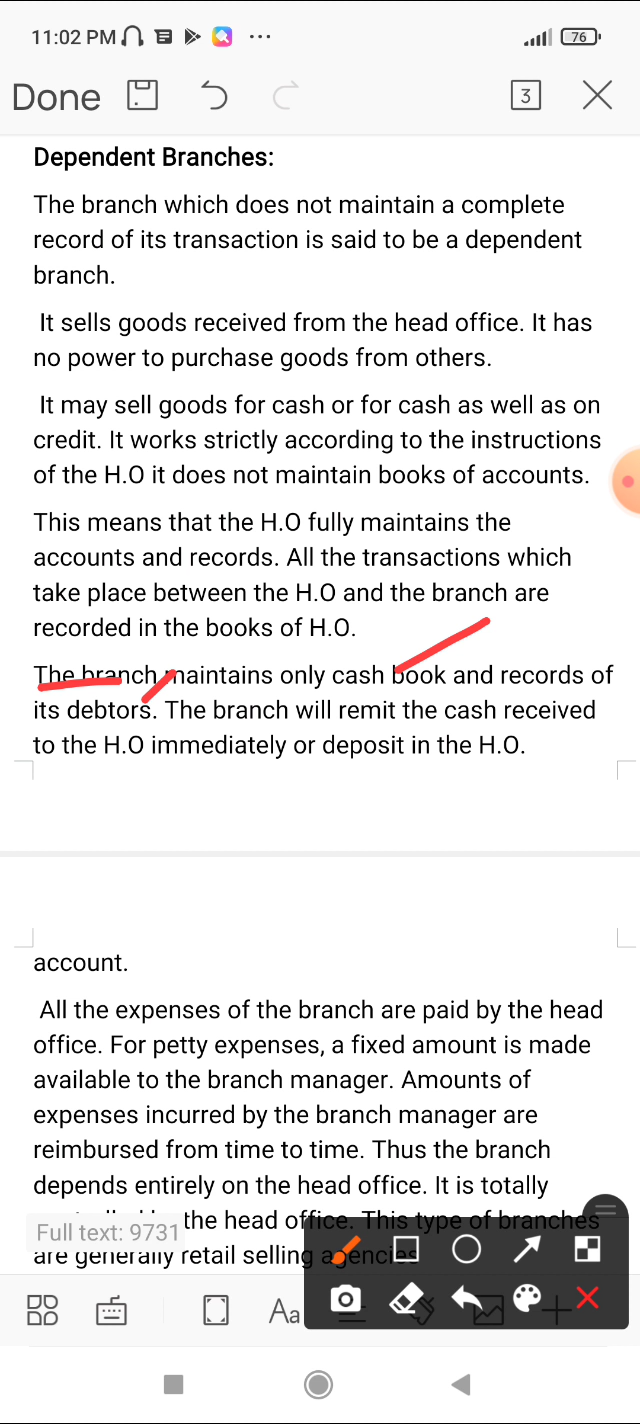 11:02 PM
76
Done
3
Dependent Branches:
The branch which does not maintain a complete
record of its transaction is said to be a dependent
branch.
It sells goods received from the head office. It has
no power to purchase goods from others.
It may sell goods for cash or for cash as well as on
credit. It works strictly according to the instructions
of the H.O it does not maintain books of accounts.
This means that the H.O fully maintains the
accounts and records. All the transactions which
take place between the H.O and the branch are
recorded in the books of H.O.
The branch maintains only cash book and records of
its debtors. The branch will remit the cash received
to the H.O immediately or deposit in the H.O.
account.
All the expenses of the branch are paid by the head
office. For petty expenses, a fixed amount is made
available to the branch manager. Amounts of
expenses incurred by the branch manager are
reimbursed from time to time. Thus the branch
depends entirely on the head office. It is totally
the head office. This type of branches
Full text: 9731
are generally retail selling agencies
Aa